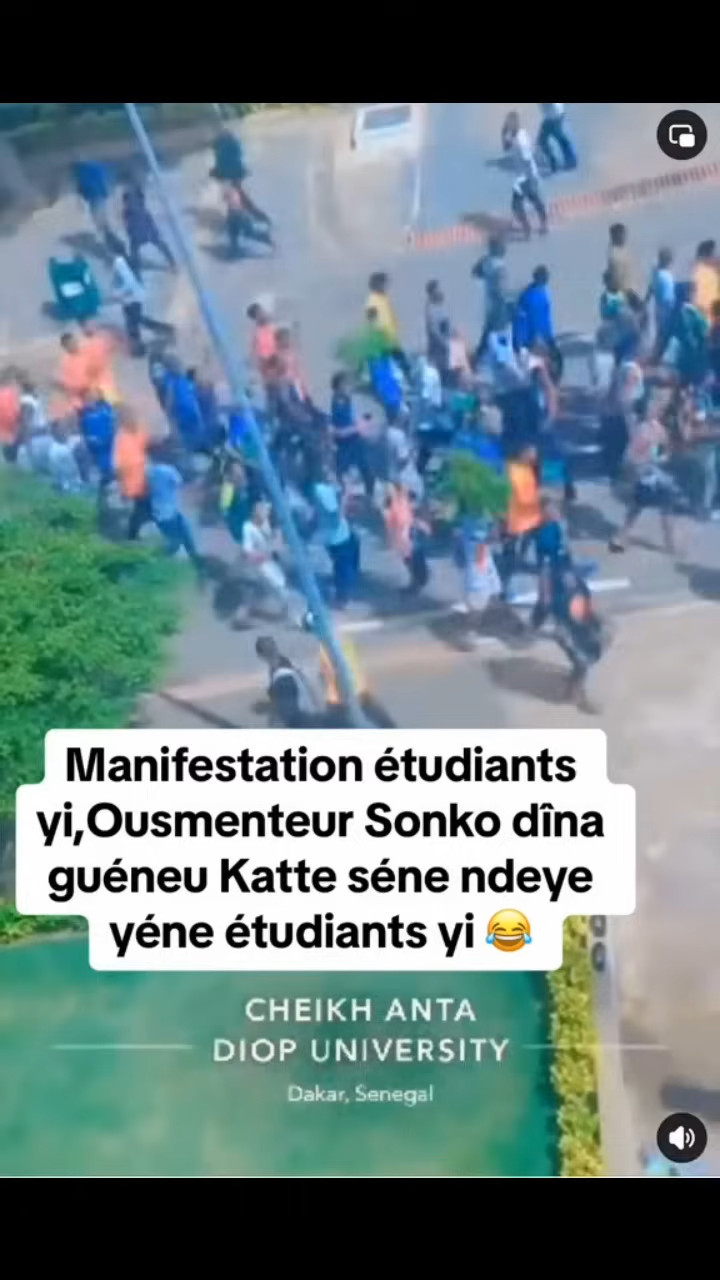 Manifestation étudiants
yi,Ousmenteur Sonko dîna
guéneu Katte séne ndeye
yéne étudiants yi 😂
CHEIKH ANTA
DIOP UNIVERSITY
Dakar, Senegal